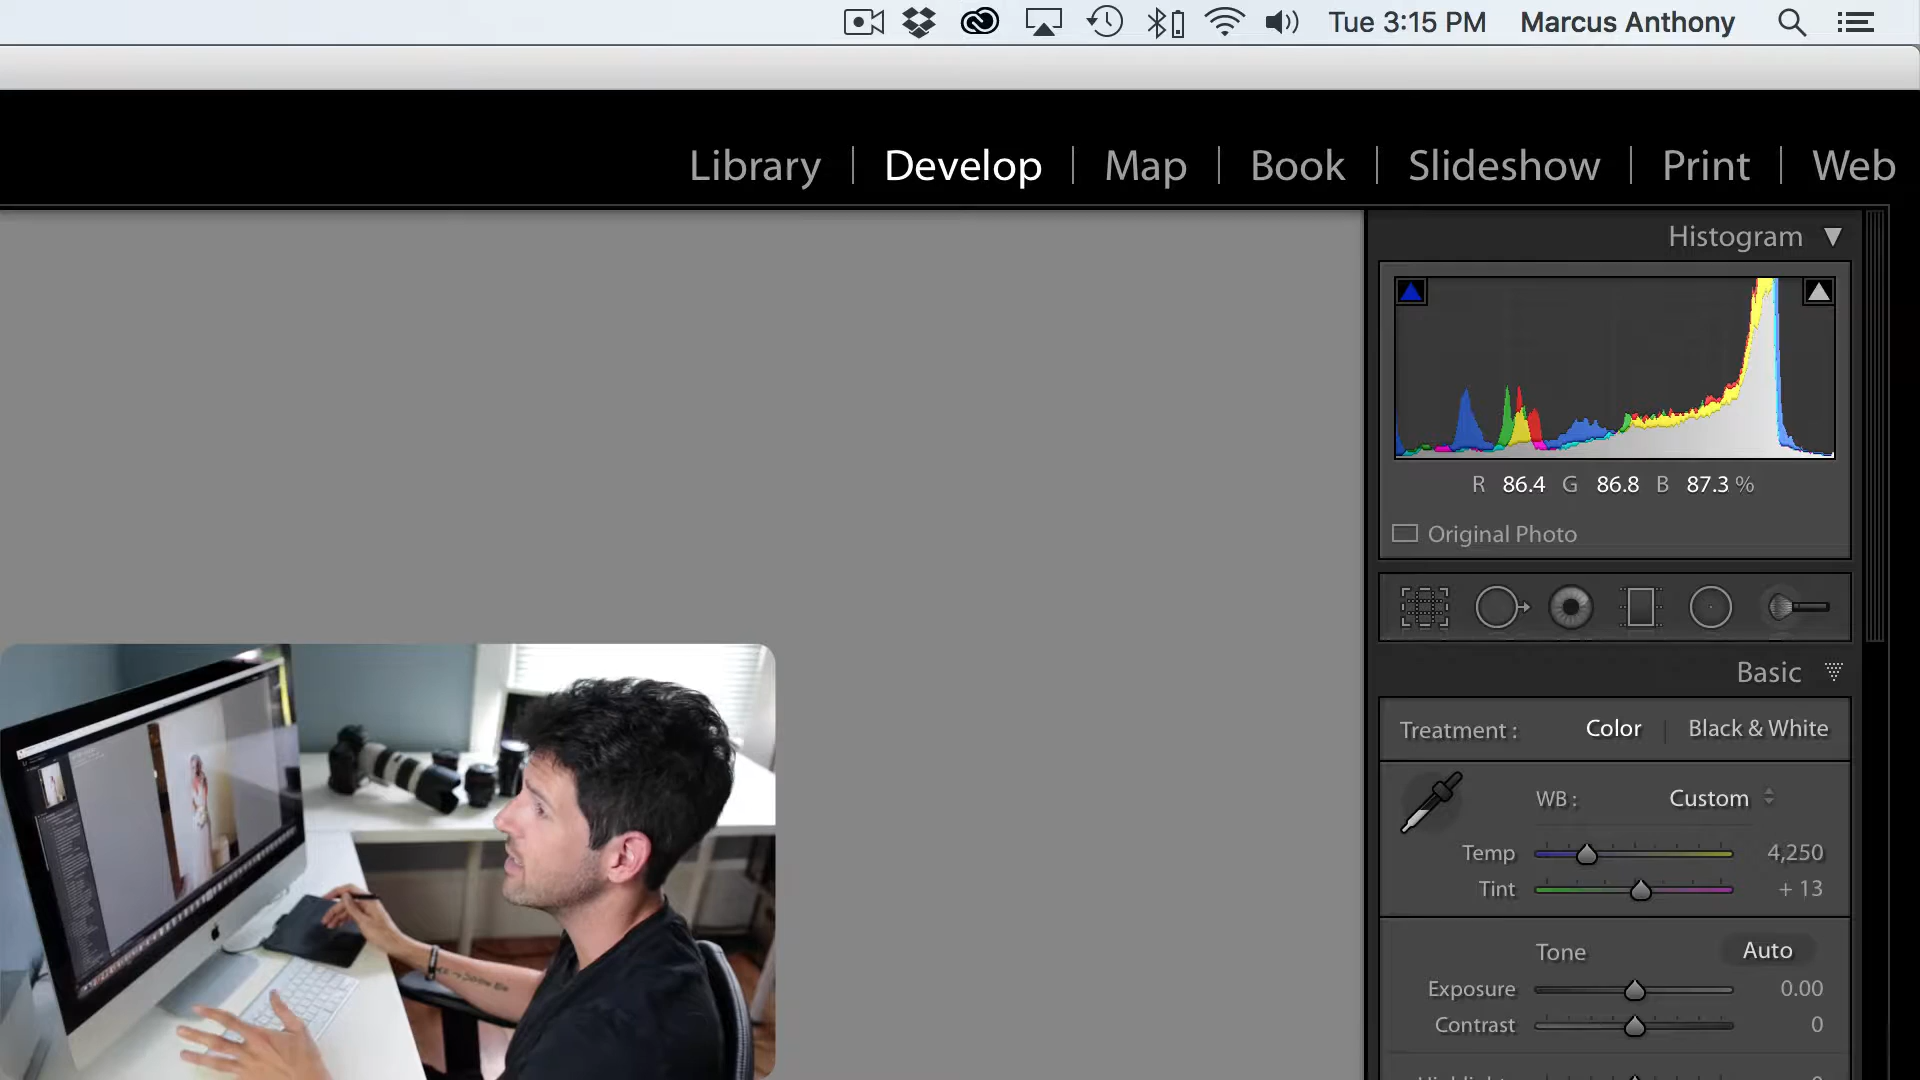 Tue 3:15 PM Marcus Anthony
Library | Develop | Map | Book | Slideshow | Print | Web
Histogram
R 86.4 G 86.8 B 87.3 %
Original Photo
Basic
Treatment : Color | Black & White
WB : Custom
Temp 4,250
Tint + 13
Tone Auto
Exposure 0.00
Contrast 0